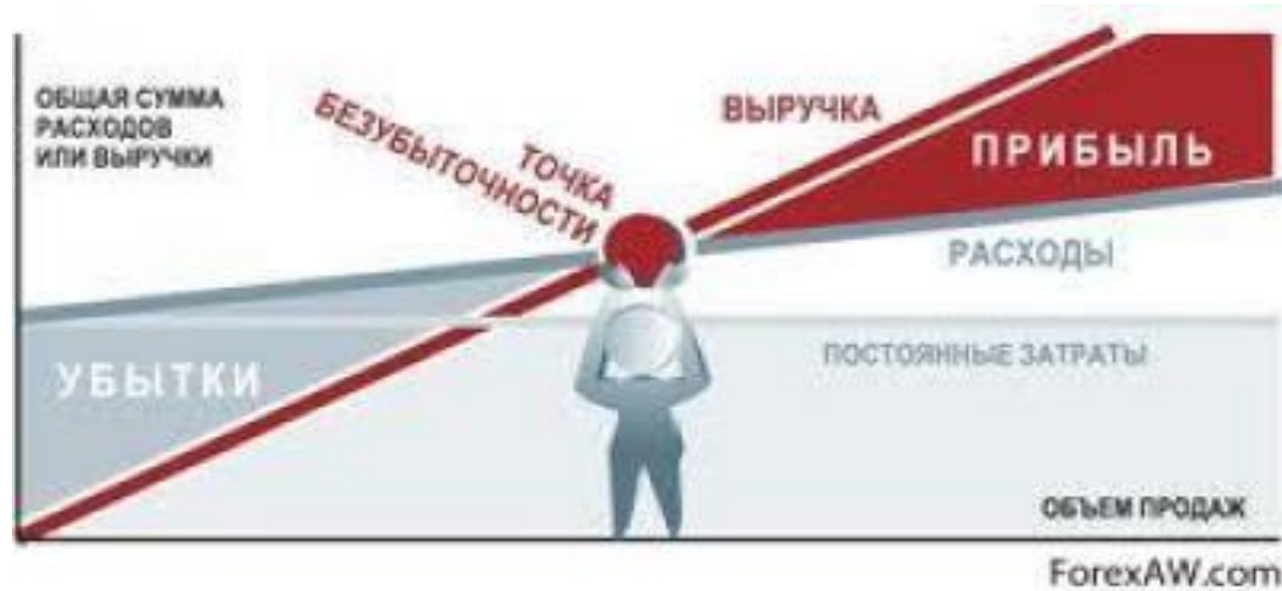 ОБЩАЯ СУММА
РАСХОДОВ
ИЛИ ВЫРУЧКИ
ТОЧКА
БЕЗУБЫТОЧНОСТИ
ВЫРУЧКА
ПРИБЫЛЬ
РАСХОДЫ
ПОСТОЯННЫЕ ЗАТРАТЫ
УБЫТКИ
ОБЪЕМ ПРОДАЖ
ForexAW.com